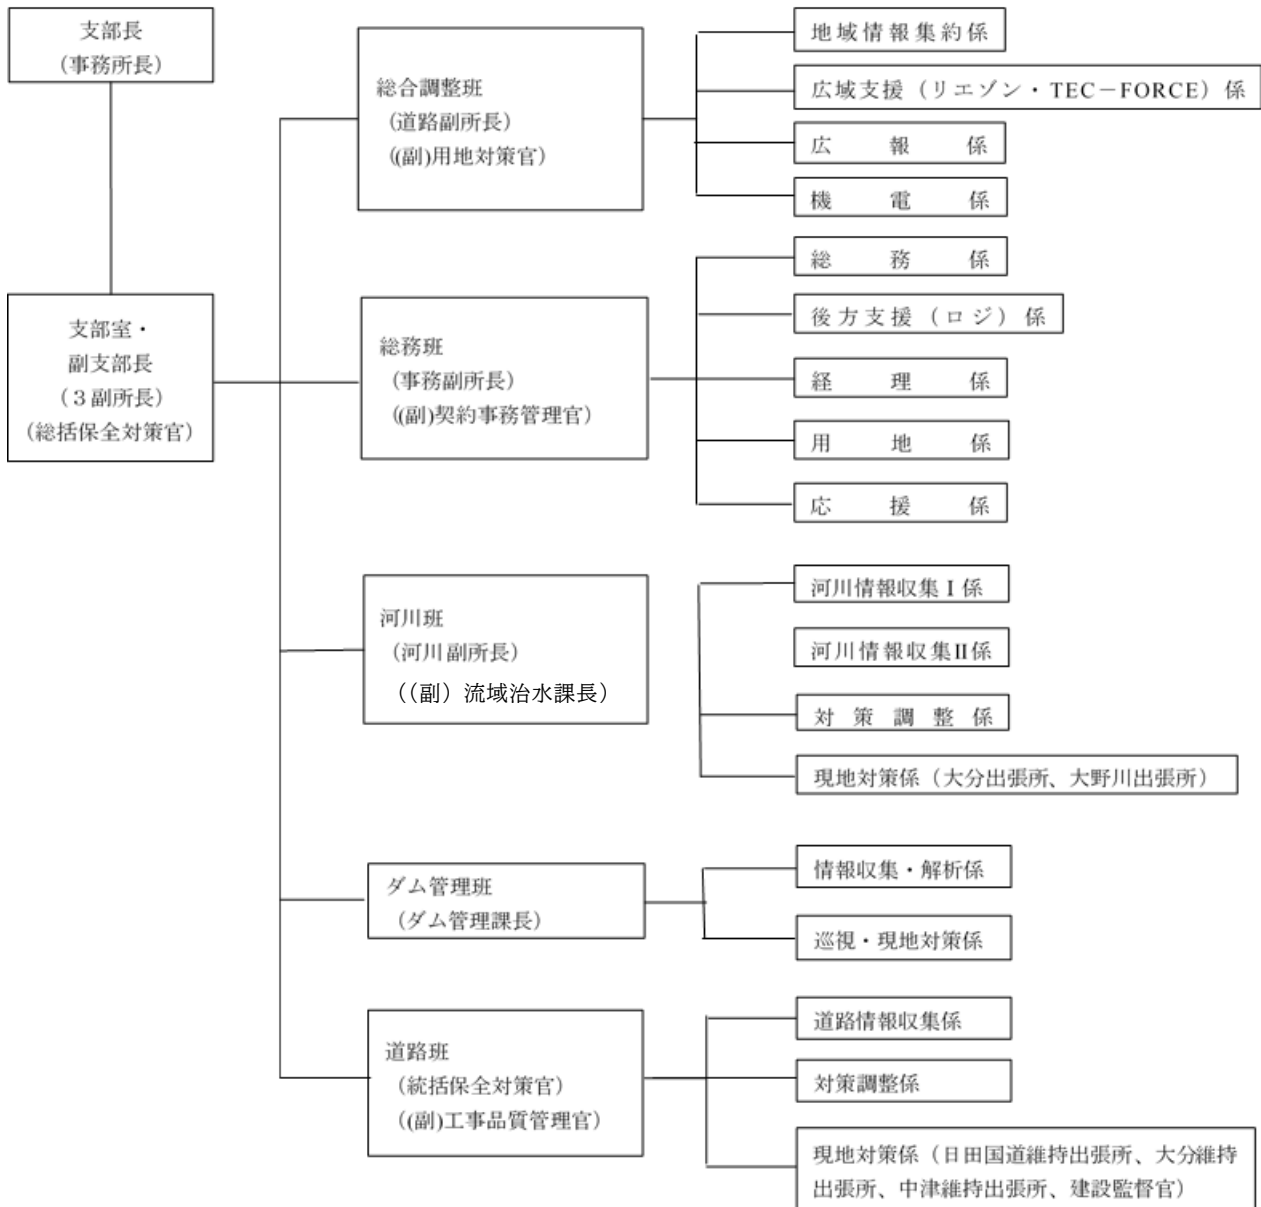 支部長
（事務所長）
支部室・
副支部長
（３副所長）
（総括保全対策官）
総合調整班
（道路副所長）
（(副)用地対策官）
地域情報集約係
広域支援（リエゾン・TEC－FORCE）係
広報係
機電係
総務班
（事務副所長）
（(副)契約事務管理官）
総務係
後方支援（ロジ）係
経理係
用地係
応援係
河川班
（河川副所長）
（（副）流域治水課長）
河川情報収集Ⅰ係
河川情報収集Ⅱ係
対策調整係
現地対策係（大分出張所、大野川出張所）
ダム管理班
（ダム管理課長）
情報収集・解析係
巡視・現地対策係
道路班
（統括保全対策官）
（(副)工事品質管理官）
道路情報収集係
対策調整係
現地対策係（日田国道維持出張所、大分維持
出張所、中津維持出張所、建設監督官）